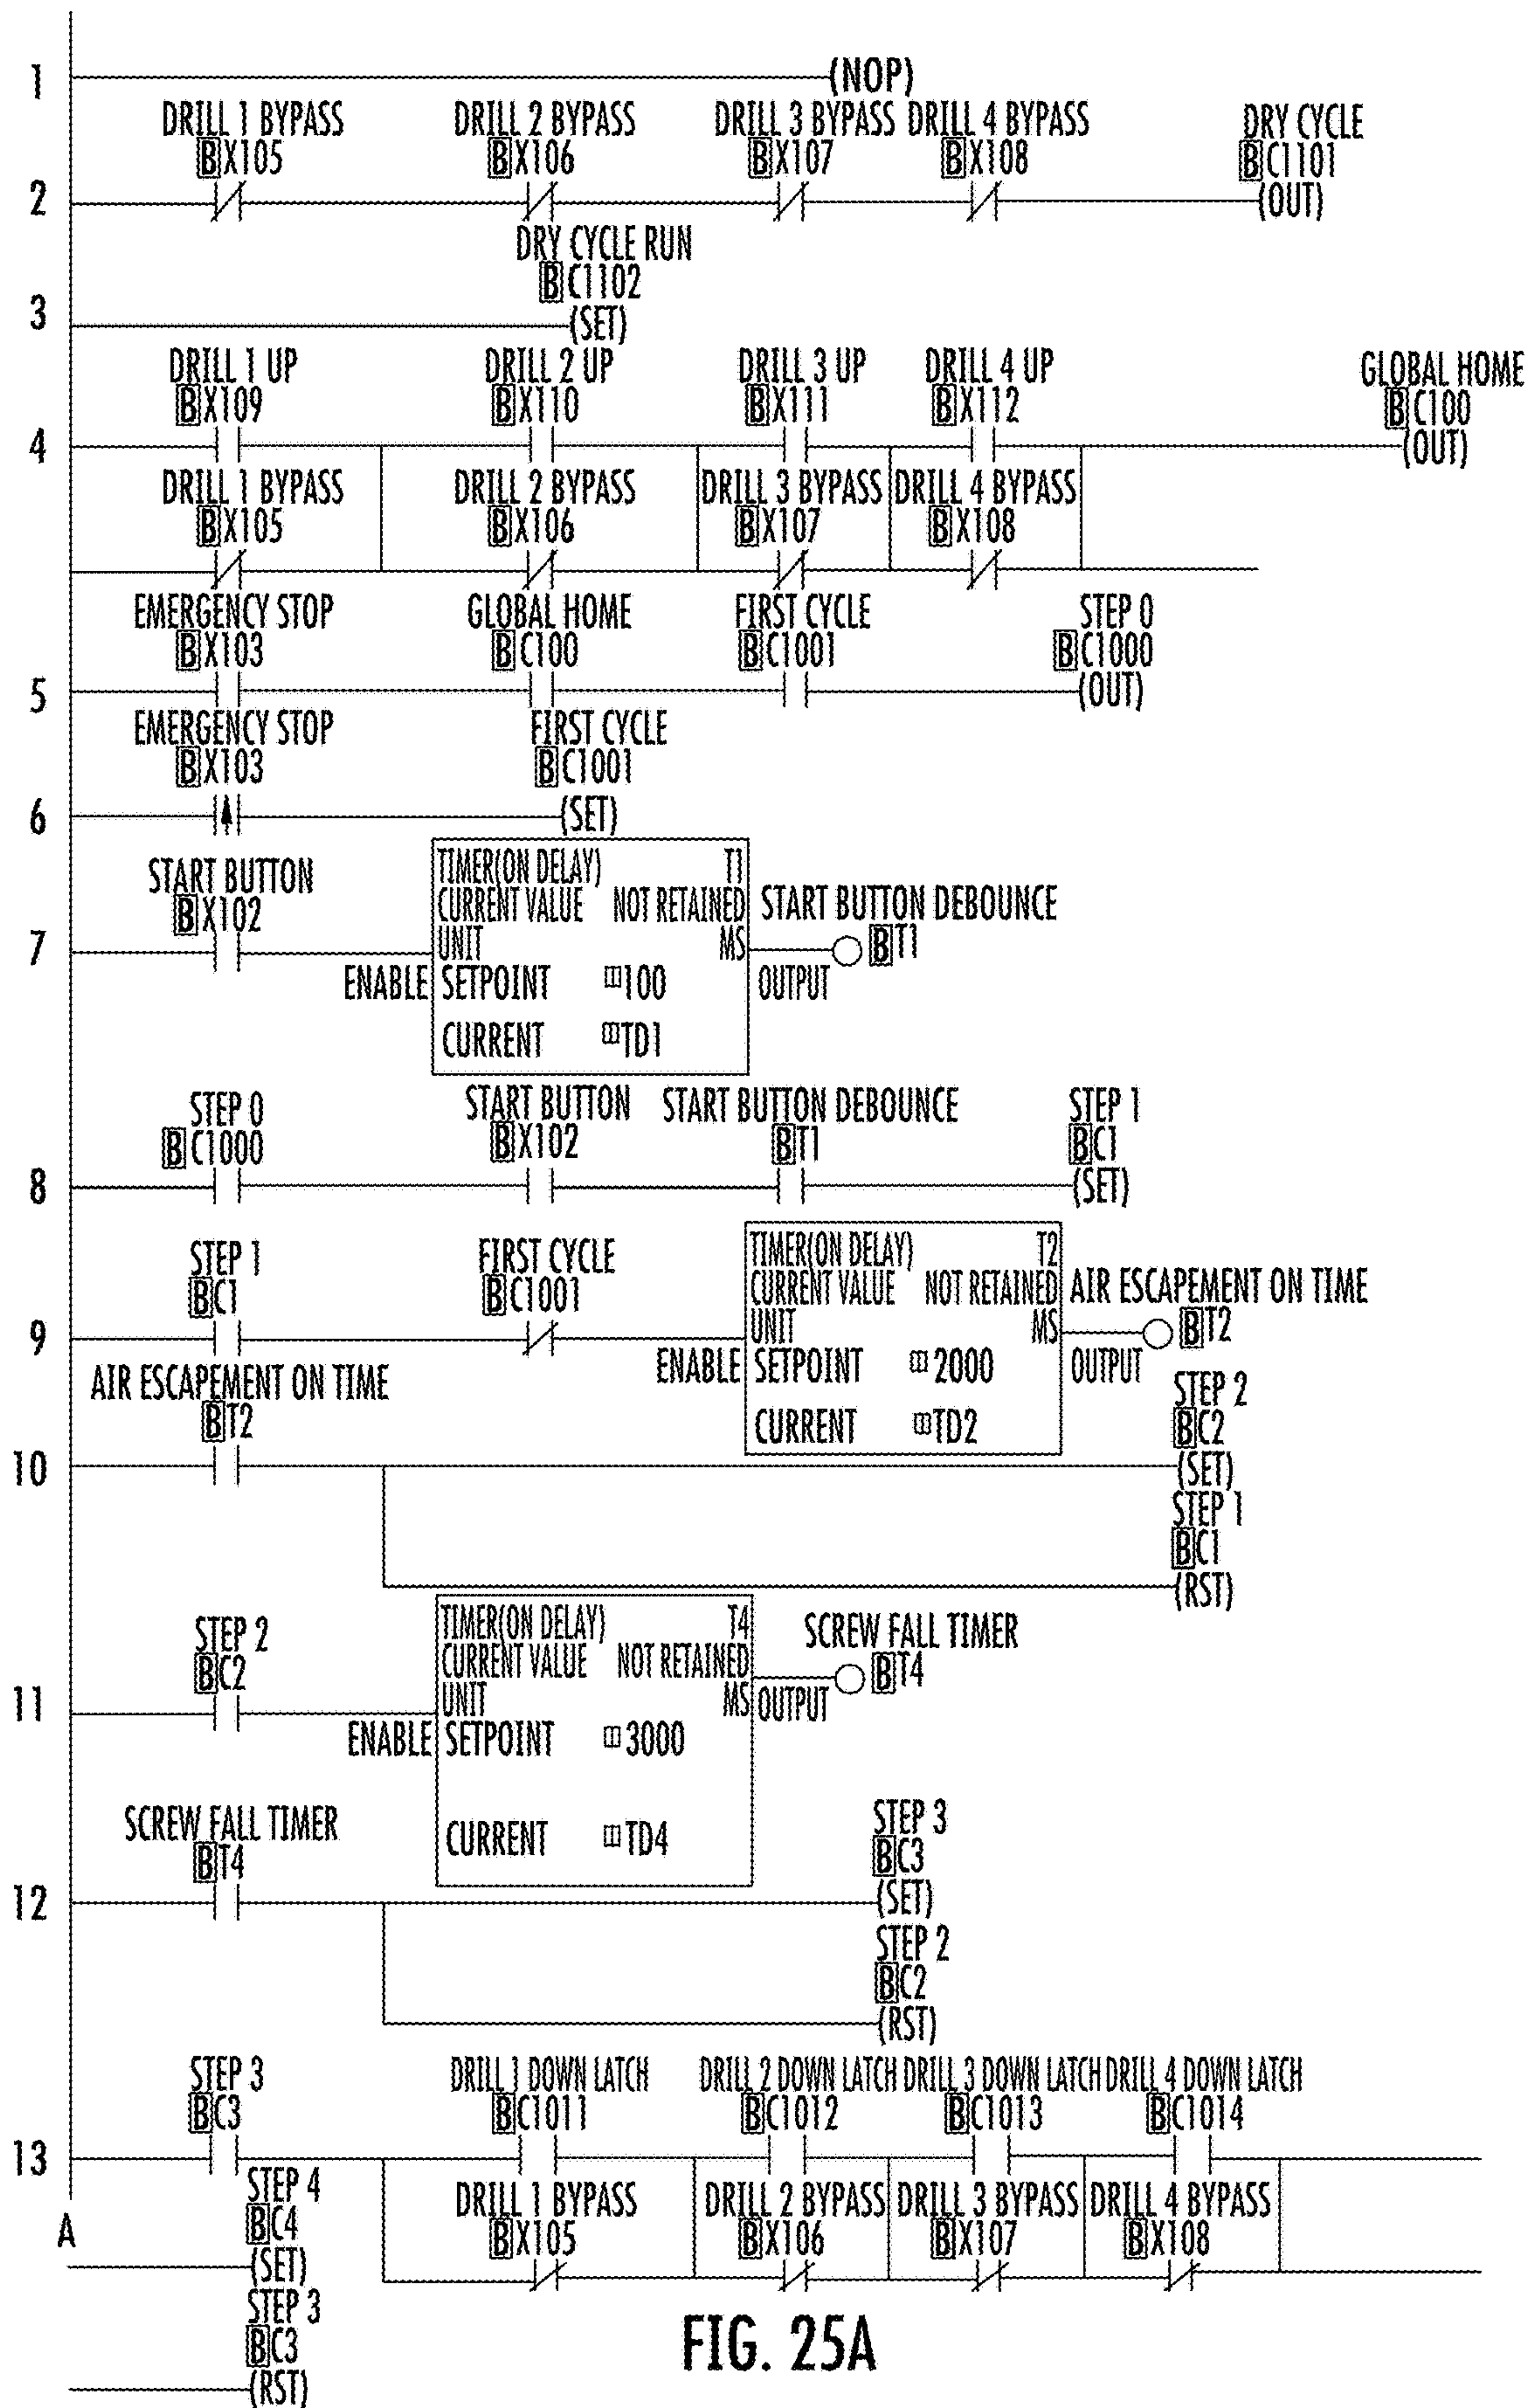 1
(NOP)
DRILL 1 BYPASS DRILL 2 BYPASS DRILL 3 BYPASS DRILL 4 BYPASS DRY CYCLE
B X105 B X106 B X107 B X108 B C1101
2
(OUT)
DRY CYCLE RUN
B C1102
3
(SET)
DRILL 1 UP DRILL 2 UP DRILL 3 UP DRILL 4 UP GLOBAL HOME
B X109 B X110 B X111 B X112 B C100
4
(OUT)
DRILL 1 BYPASS DRILL 2 BYPASS DRILL 3 BYPASS DRILL 4 BYPASS
B X105 B X106 B X107 B X108
EMERGENCY STOP GLOBAL HOME FIRST CYCLE STEP 0
B X103 B C100 B C1001 B C1000
5
(OUT)
EMERGENCY STOP FIRST CYCLE
B X103 B C1001
6
(SET)
START BUTTON
B X102
7
TIMER(ON DELAY) T1
CURRENT VALUE NOT RETAINED
UNIT MS
ENABLE SETPOINT 100 OUTPUT
CURRENT TD1
START BUTTON DEBOUNCE
B T1
STEP 0 START BUTTON START BUTTON DEBOUNCE STEP 1
B C1000 B X102 B T1 B C1
8
(SET)
STEP 1 FIRST CYCLE
B C1 B C1001
9
TIMER(ON DELAY) T2
CURRENT VALUE NOT RETAINED
UNIT MS
ENABLE SETPOINT 2000 OUTPUT
CURRENT TD2
AIR ESCAPEMENT ON TIME
B T2
AIR ESCAPEMENT ON TIME STEP 2
B T2 B C2
10
(SET)
STEP 1
B C1
(RST)
STEP 2
B C2
11
TIMER(ON DELAY) T4
CURRENT VALUE NOT RETAINED
UNIT MS
ENABLE SETPOINT 3000 OUTPUT
CURRENT TD4
SCREW FALL TIMER
B T4
SCREW FALL TIMER STEP 3
B T4 B C3
12
(SET)
STEP 2
B C2
(RST)
STEP 3 DRILL 1 DOWN LATCH DRILL 2 DOWN LATCH DRILL 3 DOWN LATCH DRILL 4 DOWN LATCH
B C3 B C1011 B C1012 B C1013 B C1014
13
STEP 4 DRILL 1 BYPASS DRILL 2 BYPASS DRILL 3 BYPASS DRILL 4 BYPASS
A B C4 B X105 B X106 B X107 B X108
(SET)
STEP 3
B C3
(RST)
FIG. 25A